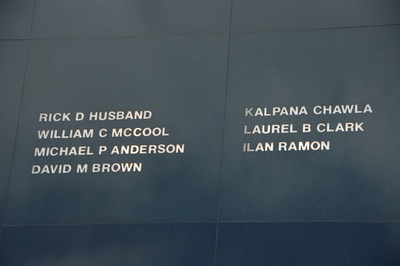 RICK D HUSBAND
WILLIAM C MCCOOL
MICHAEL P ANDERSON
DAVID M BROWN
KALPANA CHAWLA
LAUREL B CLARK
ILAN RAMON